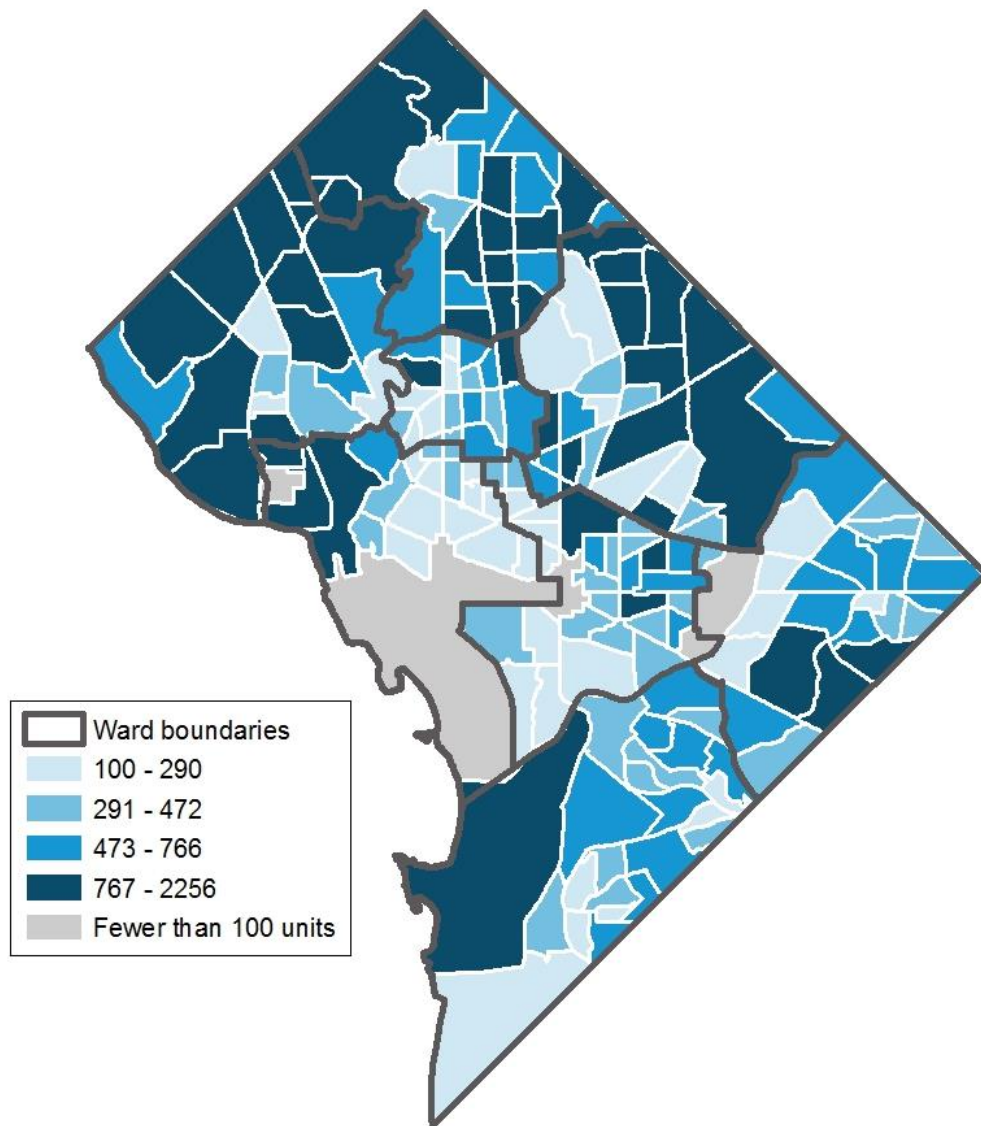 Ward boundaries
100 - 290
291 - 472
473 - 766
767 - 2256
Fewer than 100 units